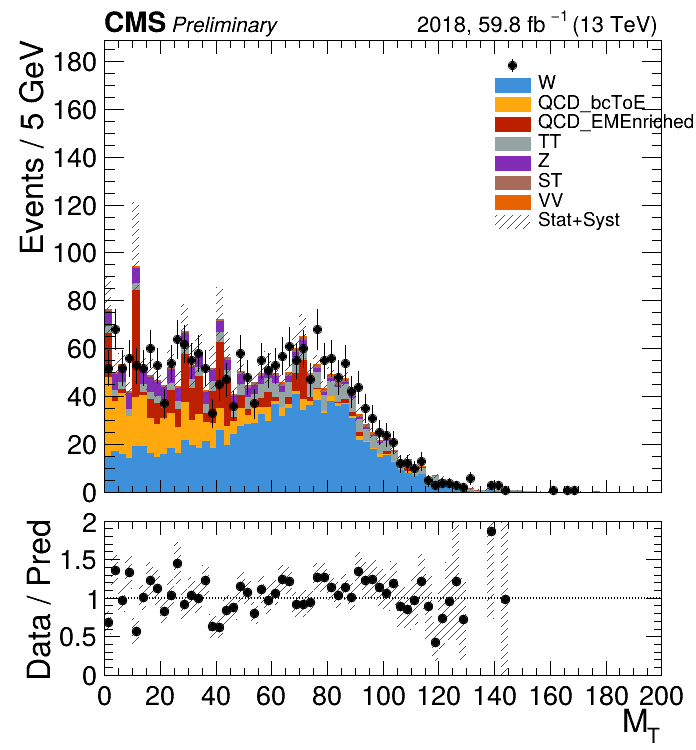 CMS Preliminary 2018, 59.8 fb⁻¹ (13 TeV)
Events / 5 GeV
180
160
140
120
100
80
60
40
20
0
W
QCD_bcToE
QCD_EMEnriched
TT
Z
ST
VV
Stat+Syst
Data / Pred
2
1.5
1
0.5
0
0 20 40 60 80 100 120 140 160 180 200
M_T